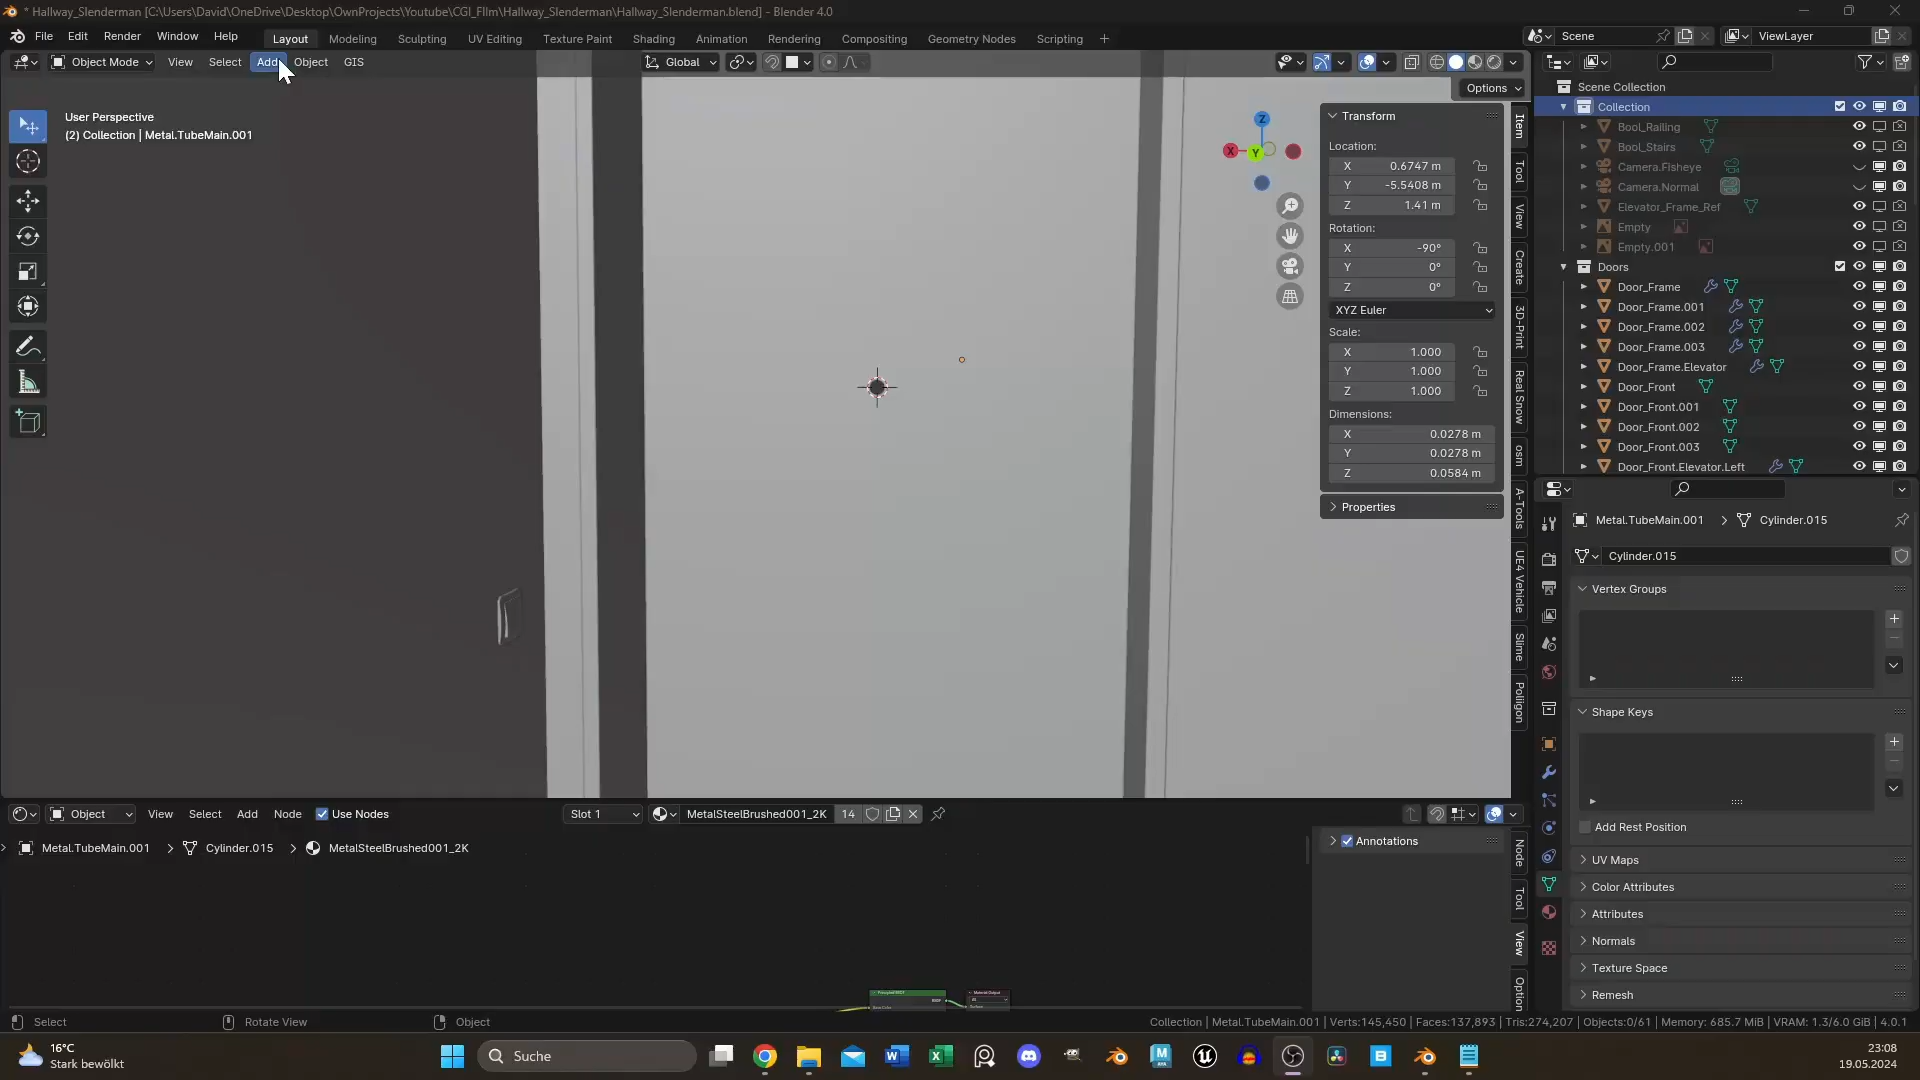 * Hallway_Slenderman [C:\Users\David\OneDrive\Desktop\OwnProjects\Youtube\CGI_FIlm\Hallway_Slenderman\Hallway_Slenderman.blend] - Blender 4.0
File Edit Render Window Help Layout Modeling Sculpting UV Editing Texture Paint Shading Animation Rendering Compositing Geometry Nodes Scripting + Scene ViewLayer
Object Mode View Select Add Object GIS Global
Options
User Perspective
(2) Collection | Metal.TubeMain.001
Z
X
Y
Transform
Location:
X 0.6747 m
Y -5.5408 m
Z 1.41 m
Rotation:
X -90°
Y 0°
Z 0°
XYZ Euler
Scale:
X 1.000
Y 1.000
Z 1.000
Dimensions:
X 0.0278 m
Y 0.0278 m
Z 0.0584 m
Properties
Item
Tool
View
Create
3D-Print
Real Snow
osm
A-Tools
UE4 Vehicle
Slime
Poliigon
Scene Collection
Collection
Bool_Railing
Bool_Stairs
Camera.Fisheye
Camera.Normal
Elevator_Frame_Ref
Empty
Empty.001
Doors
Door_Frame
Door_Frame.001
Door_Frame.002
Door_Frame.003
Door_Frame.Elevator
Door_Front
Door_Front.001
Door_Front.002
Door_Front.003
Door_Front.Elevator.Left
Metal.TubeMain.001 > Cylinder.015
Cylinder.015
Vertex Groups
Shape Keys
Add Rest Position
UV Maps
Color Attributes
Attributes
Normals
Texture Space
Remesh
Object View Select Add Node Use Nodes Slot 1 MetalSteelBrushed001_2K 14
Metal.TubeMain.001 > Cylinder.015 > MetalSteelBrushed001_2K
Annotations
Node
Tool
View
Option
Select Rotate View Object
Collection | Metal.TubeMain.001 | Verts:145,450 | Faces:137,893 | Tris:274,207 | Objects:0/61 | Memory: 685.7 MiB | VRAM: 1.3/6.0 GiB | 4.0.1
16°C
Stark bewölkt
Suche
23:08
19.05.2024